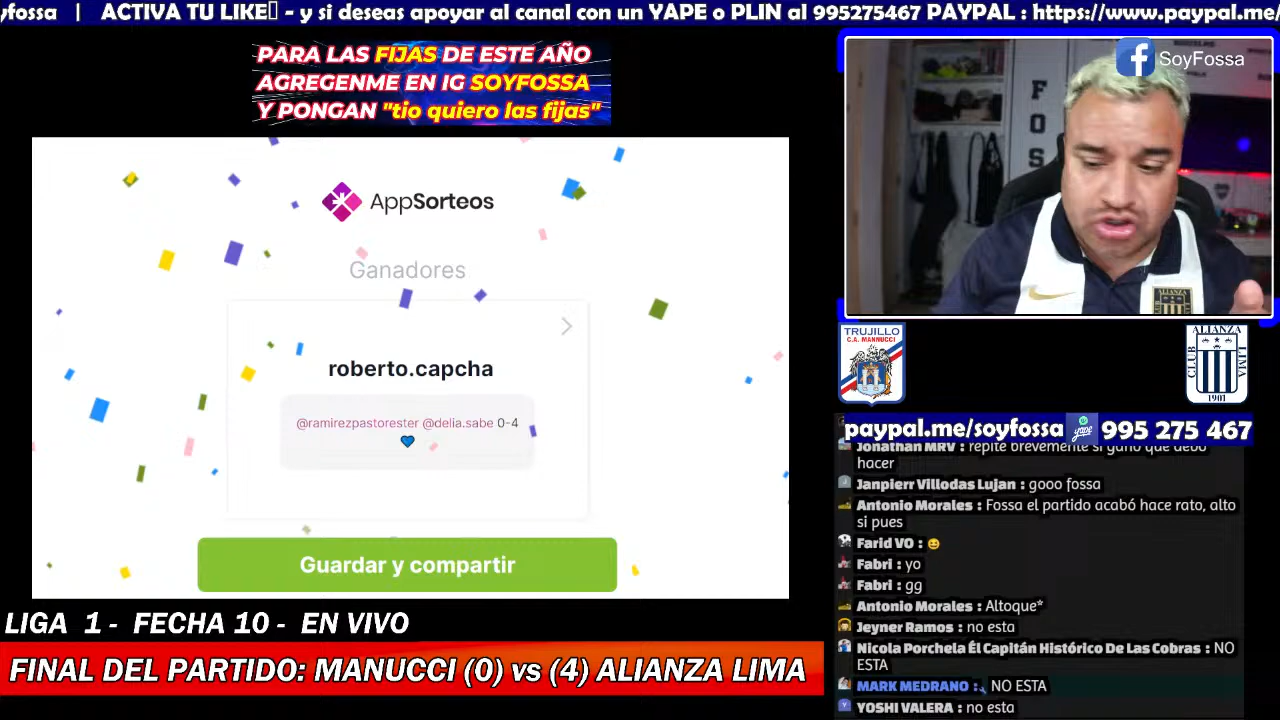 yfossa | ACTIVA TU LIKE - y si deseas apoyar al canal con un YAPE o PLIN al 995275467 PAYPAL : https://www.paypal.me/
PARA LAS FIJAS DE ESTE AÑO
AGREGENME EN IG SOYFOSSA
Y PONGAN "tio quiero las fijas"
SoyFossa
FOS
AppSorteos
Ganadores
roberto.capcha
@ramirezpastorester @delia.sabe 0-4
💙
Guardar y compartir
ALIANZA
TRUJILLO
C.A. MANNUCCI
CLUB ALIANZA LIMA
1901
paypal.me/soyfossa yape 995 275 467
Jonathan MRV : repite brevemente si gano que debo
hacer
Janpierr Villodas Lujan : gooo fossa
Antonio Morales : Fossa el partido acabó hace rato, alto
si pues
Farid VO : 😆
Fabri : yo
Fabri : gg
Antonio Morales : Altoque*
Jeyner Ramos : no esta
Nicola Porchela Él Capitán Histórico De Las Cobras : NO
ESTA
MARK MEDRANO : NO ESTA
YOSHI VALERA : no esta
LIGA 1 - FECHA 10 - EN VIVO
FINAL DEL PARTIDO: MANUCCI (0) vs (4) ALIANZA LIMA